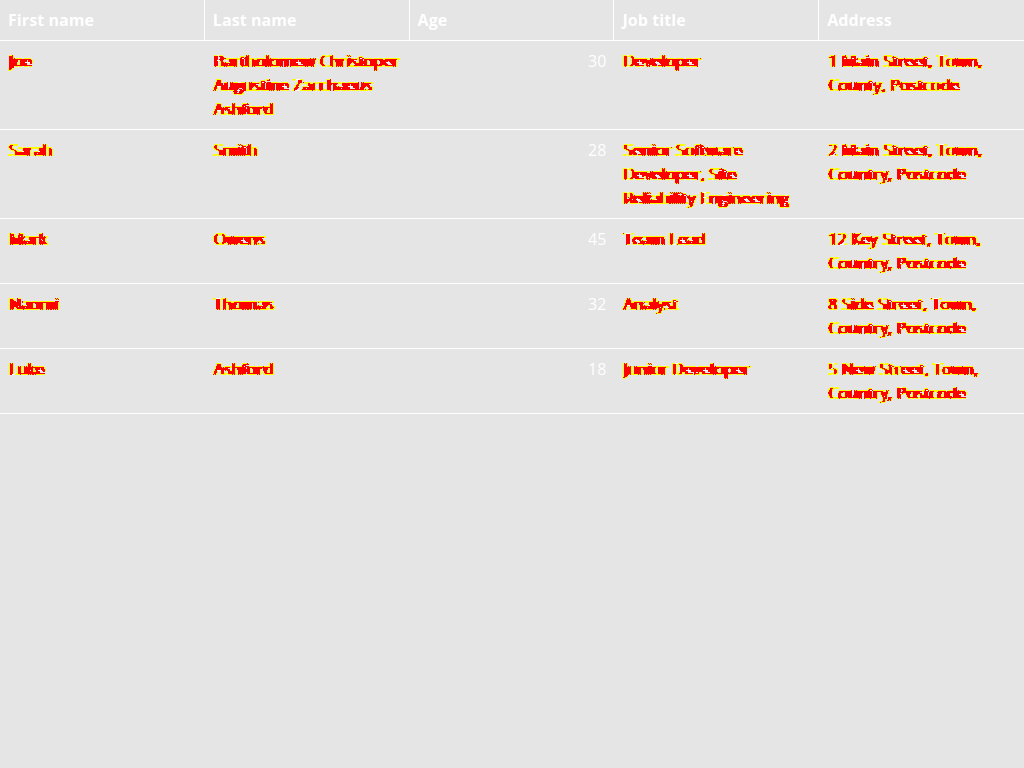 First name Last name Age Job title Address
Joe Bartholomew Christoper 30 Developer 1 Main Street, Town,
Augustine Zacchaeus County, Postcode
Ashford
Sarah Smith 28 Senior Software 2 Main Street, Town,
Developer, Site Country, Postcode
Reliability Engineering
Mark Owens 45 Team Lead 12 Key Street, Town,
Country, Postcode
Naomi Thomas 32 Analyst 8 Side Street, Town,
Country, Postcode
Luke Ashford 18 Junior Developer 5 New Street, Town,
Country, Postcode